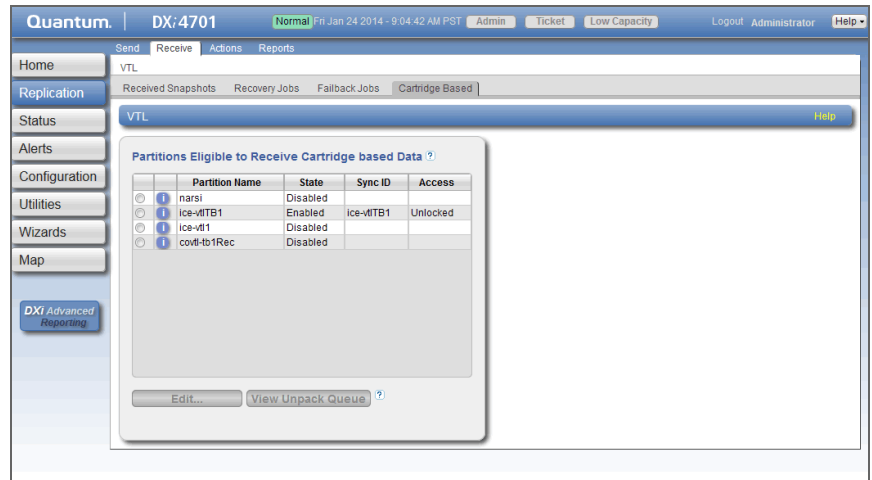 Quantum. DXi4701 Normal Fri Jan 24 2014 - 9:04:42 AM PST Admin Ticket Low Capacity Logout Administrator Help
Send Receive Actions Reports
Home
Replication
Status
Alerts
Configuration
Utilities
Wizards
Map
DXi Advanced
Reporting
VTL
Received Snapshots Recovery Jobs Failback Jobs Cartridge Based
VTL Help
Partitions Eligible to Receive Cartridge based Data ?
Partition Name State Sync ID Access
i narsi Disabled
i ice-vtlTB1 Enabled ice-vtlTB1 Unlocked
i ice-vtl1 Disabled
i covtl-tb1Rec Disabled
Edit... View Unpack Queue ?